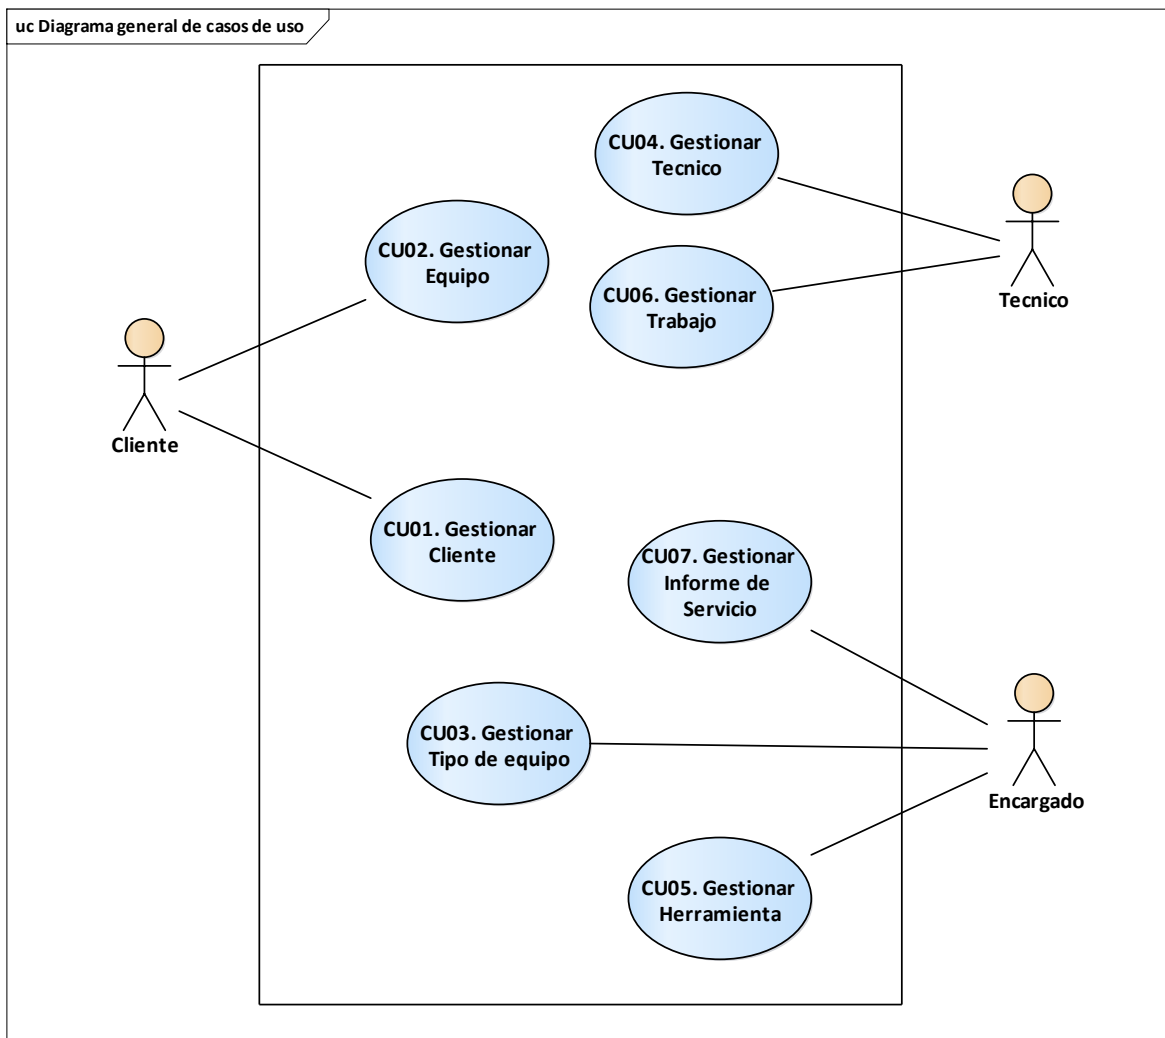 uc Diagrama general de casos de uso
CU04. Gestionar
Tecnico
CU02. Gestionar
Equipo
CU06. Gestionar
Trabajo
Tecnico
Cliente
CU01. Gestionar
Cliente
CU07. Gestionar
Informe de
Servicio
CU03. Gestionar
Tipo de equipo
Encargado
CU05. Gestionar
Herramienta